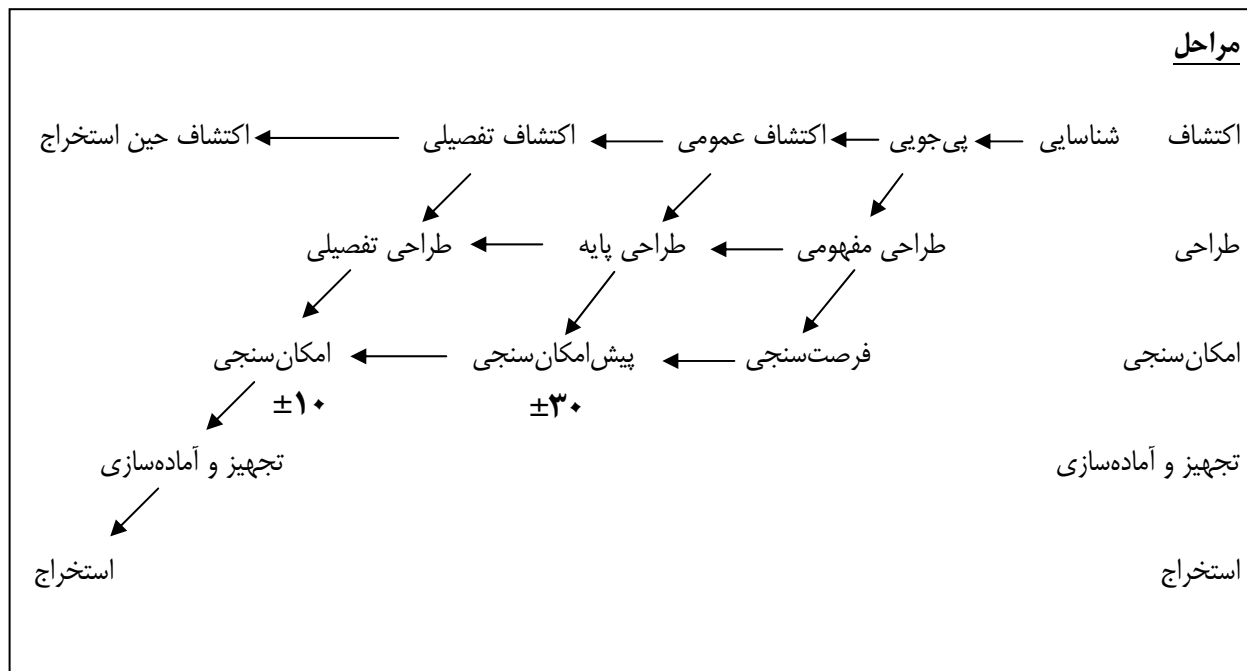 مراحل
اکتشاف شناسایی پی‌جویی اکتشاف عمومی اکتشاف تفصیلی اکتشاف حین استخراج
طراحی طراحی مفهومی طراحی پایه طراحی تفصیلی
امکان‌سنجی فرصت‌سنجی پیش‌امکان‌سنجی امکان‌سنجی
±۳۰ ±۱۰
تجهیز و آماده‌سازی تجهیز و آماده‌سازی
استخراج استخراج